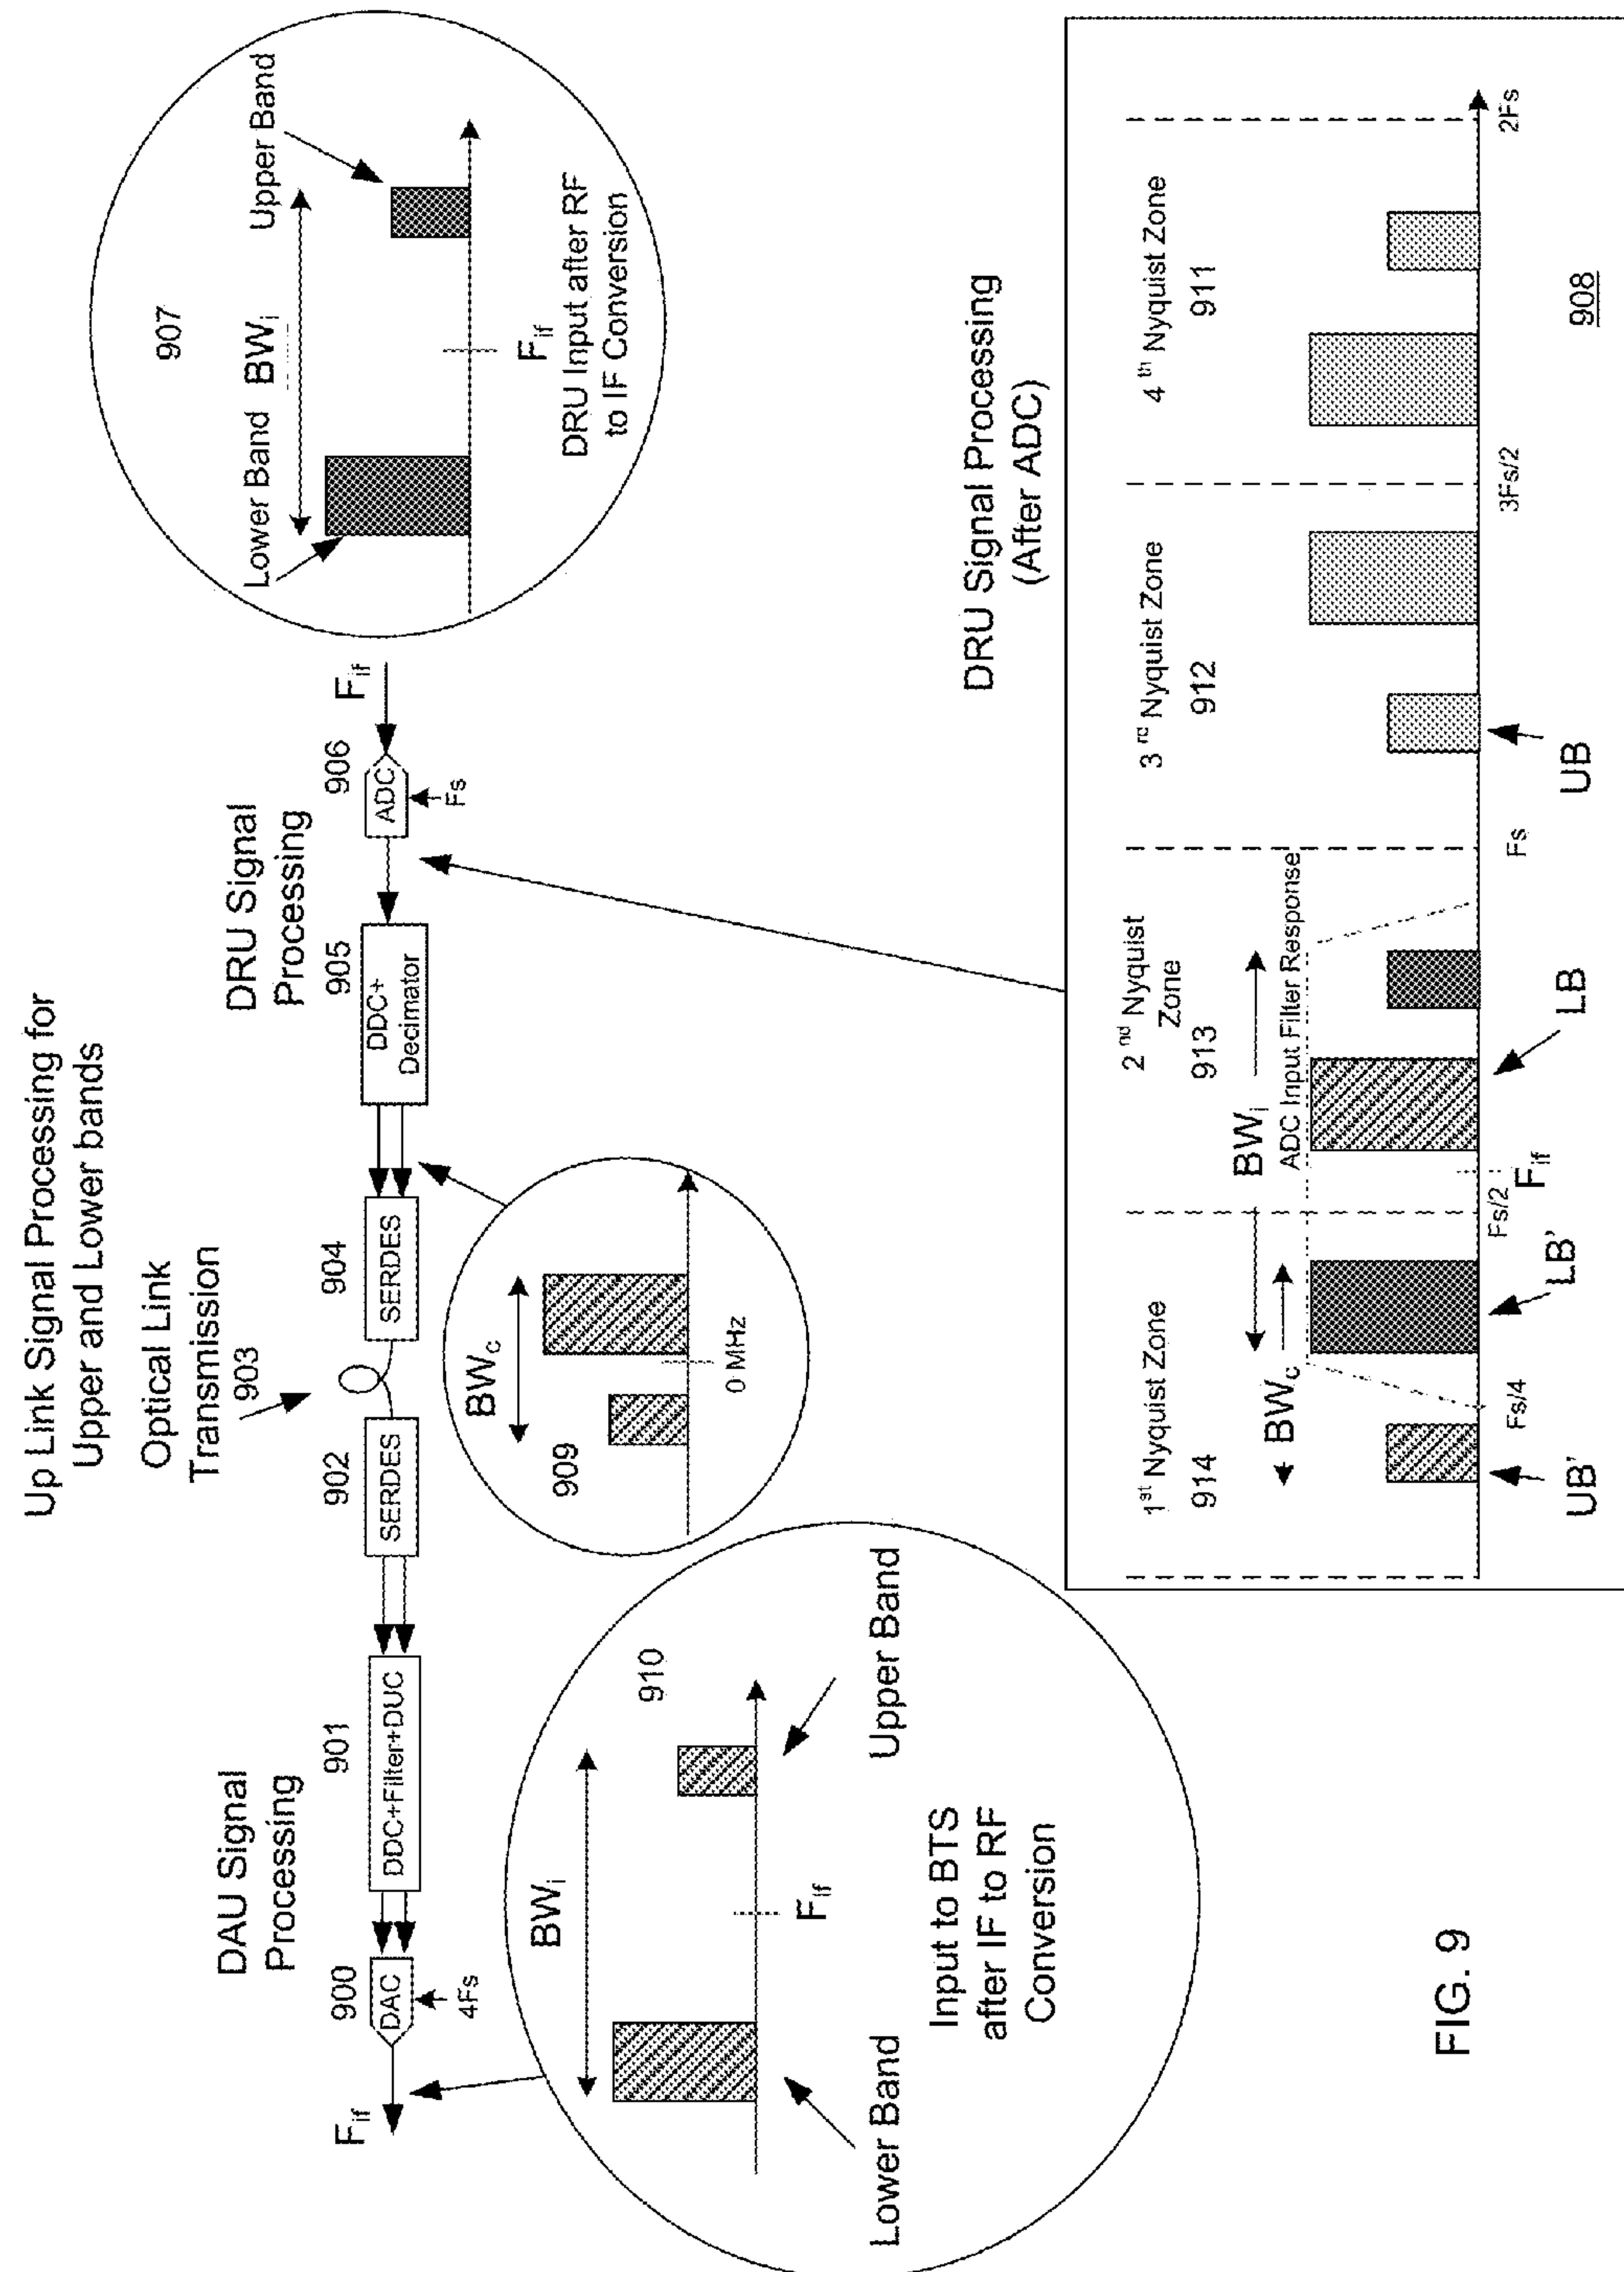 Up Link Signal Processing for
Upper and Lower bands
DAU Signal
Processing
Optical Link
Transmission
903
DRU Signal
Processing
900
901
902
904
905
906
F_if
DAC
DDC+Filter+DUC
SERDES
SERDES
DDC+
Decimator
ADC
F_if
4Fs
Fs
907
Lower Band
BW_i
Upper Band
F_if
DRU Input after RF
to IF Conversion
909
BW_c
0 MHz
910
BW_i
F_if
Lower Band
Upper Band
Input to BTS
after IF to RF
Conversion
DRU Signal Processing
(After ADC)
1st Nyquist Zone
914
2nd Nyquist
Zone
913
3rd Nyquist Zone
912
4th Nyquist Zone
911
BW_i
ADC Input Filter Response
BW_c
Fs/4
Fs/2
F_if
Fs
3Fs/2
2Fs
UB'
LB'
LB
UB
908
FIG. 9